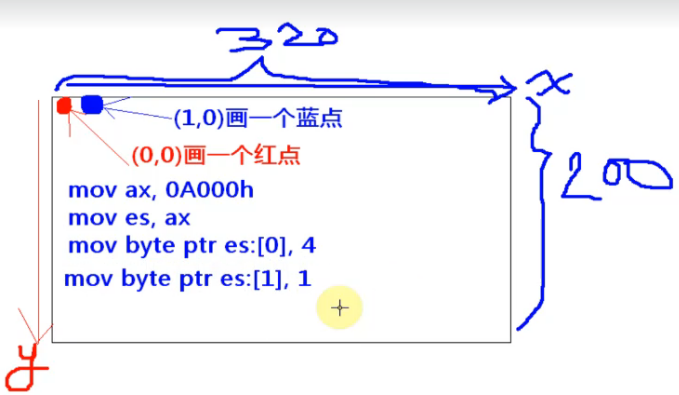 320
x
(1,0)画一个蓝点
(0,0)画一个红点
200
mov ax, 0A000h
mov es, ax
mov byte ptr es:[0], 4
mov byte ptr es:[1], 1
y